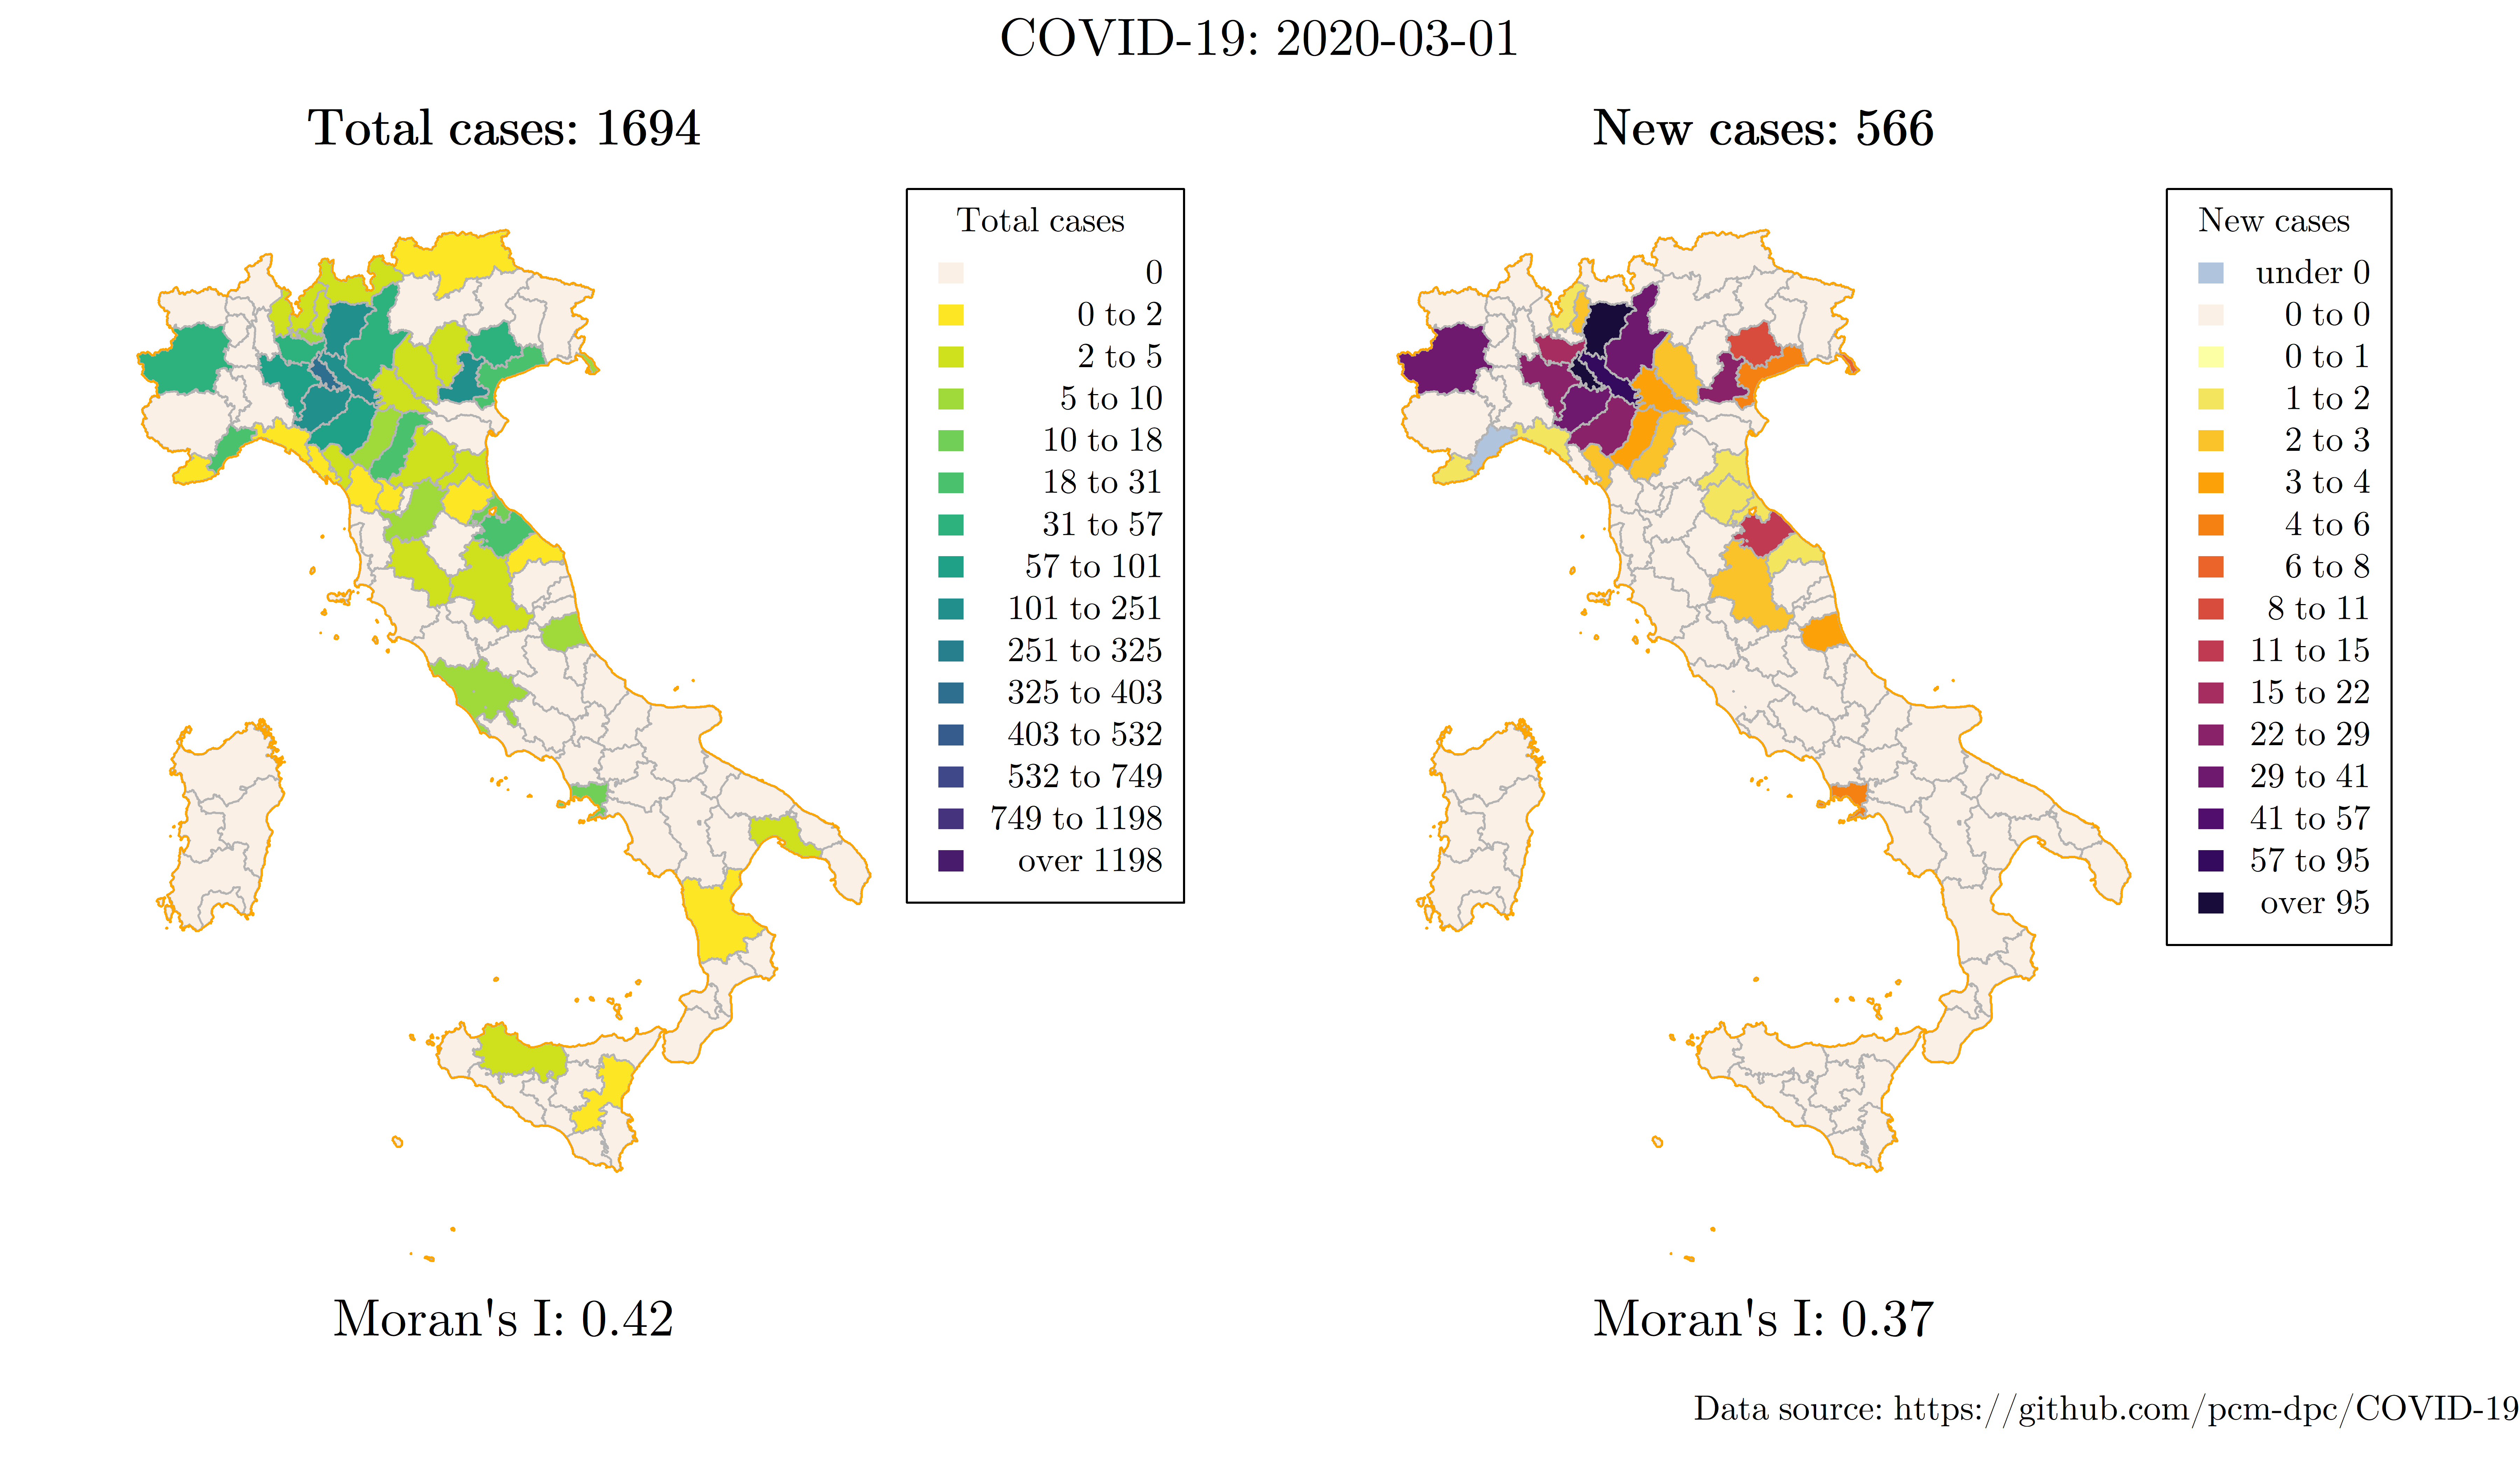 COVID-19: 2020-03-01
Total cases: 1694
Total cases
0
0 to 2
2 to 5
5 to 10
10 to 18
18 to 31
31 to 57
57 to 101
101 to 251
251 to 325
325 to 403
403 to 532
532 to 749
749 to 1198
over 1198
Moran's I: 0.42
New cases: 566
New cases
under 0
0 to 0
0 to 1
1 to 2
2 to 3
3 to 4
4 to 6
6 to 8
8 to 11
11 to 15
15 to 22
22 to 29
29 to 41
41 to 57
57 to 95
over 95
Moran's I: 0.37
Data source: https://github.com/pcm-dpc/COVID-19